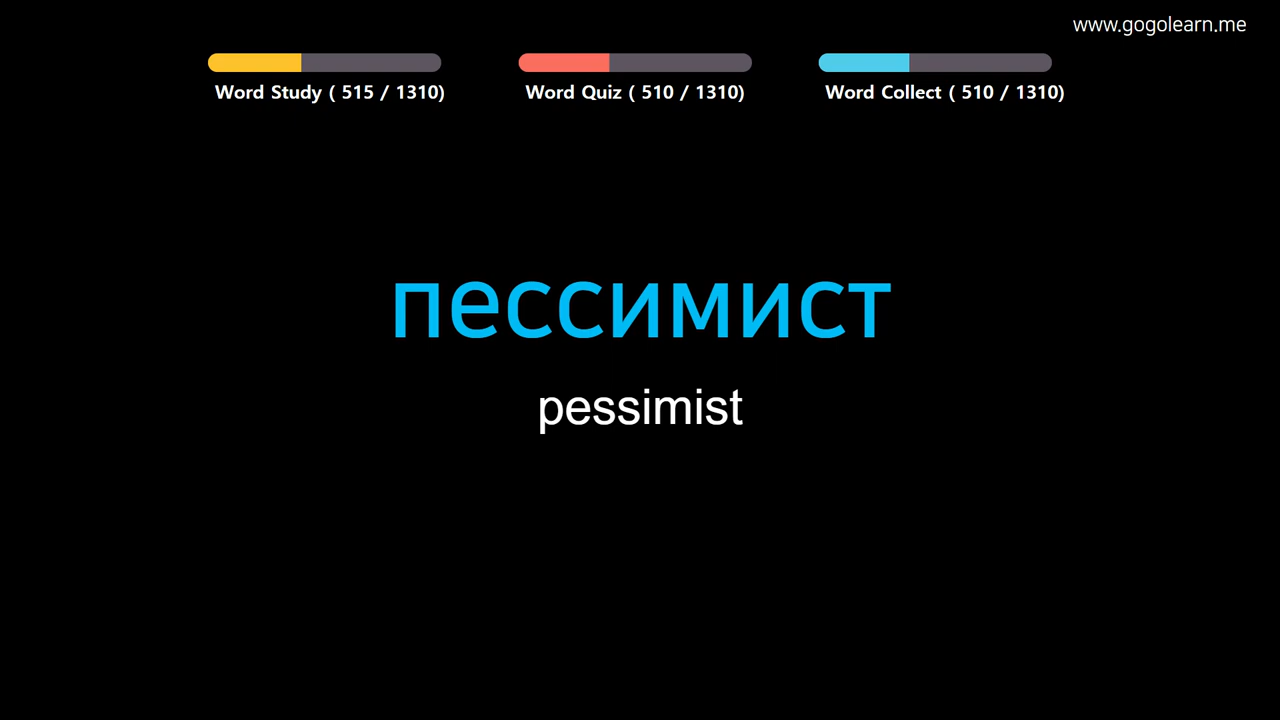 www.gogolearn.me
Word Study ( 515 / 1310)
Word Quiz ( 510 / 1310)
Word Collect ( 510 / 1310)
пессимист
pessimist